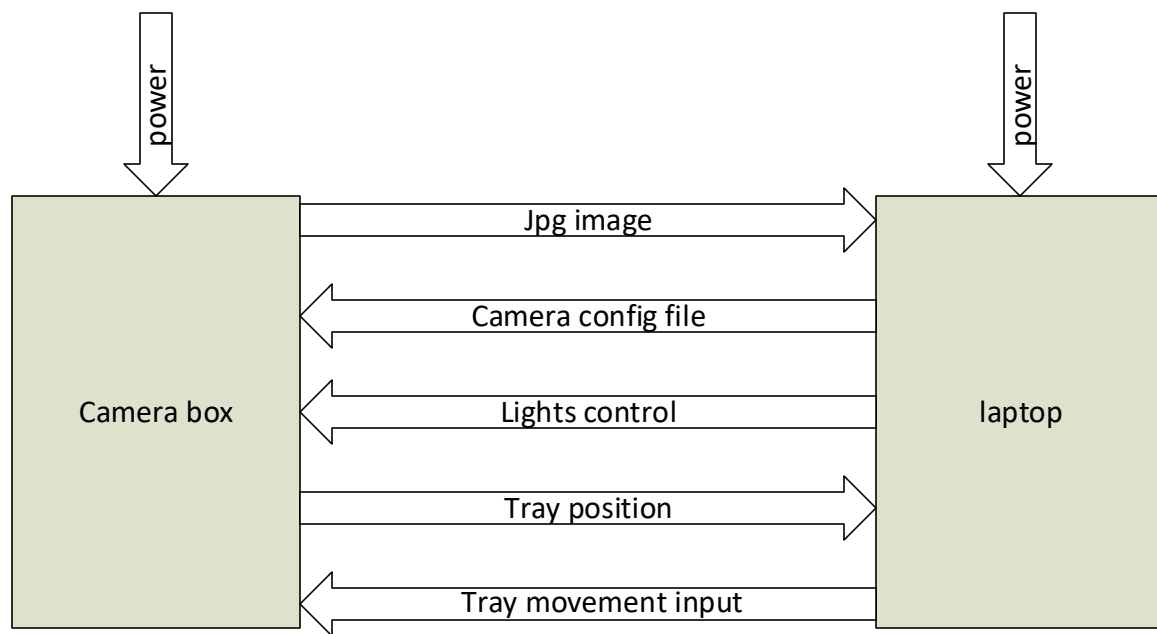 power
power
Jpg image
Camera config file
Camera box
Lights control
laptop
Tray position
Tray movement input